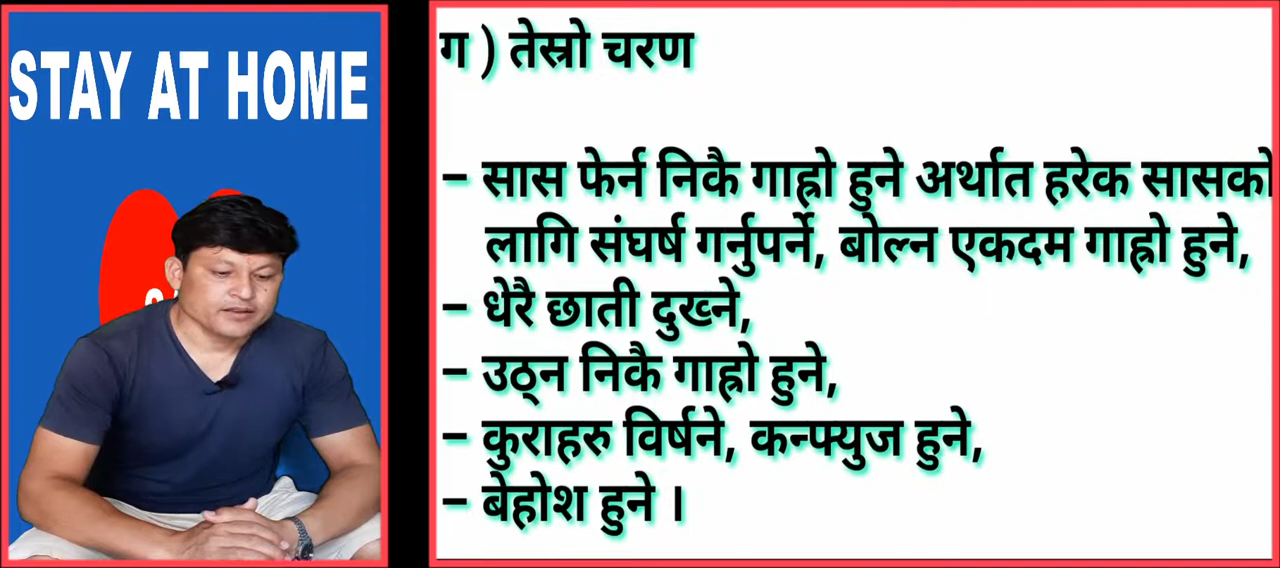 STAY AT HOME
ग ) तेस्रो चरण
– सास फेर्न निकै गाह्रो हुने अर्थात हरेक सासको
लागि संघर्ष गर्नुपर्ने, बोल्न एकदम गाह्रो हुने,
– धेरै छाती दुख्ने,
– उठ्न निकै गाह्रो हुने,
– कुराहरु विर्षने, कन्फ्युज हुने,
– बेहोश हुने ।